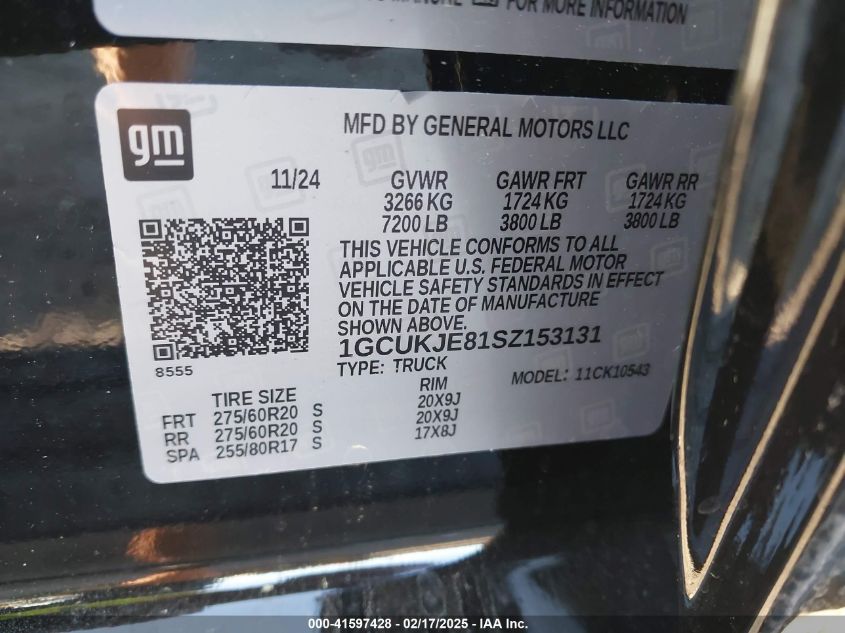 FOR MORE INFORMATION
gm
MFD BY GENERAL MOTORS LLC
11/24 GVWR GAWR FRT GAWR RR
3266 KG 1724 KG 1724 KG
7200 LB 3800 LB 3800 LB
THIS VEHICLE CONFORMS TO ALL
APPLICABLE U.S. FEDERAL MOTOR
VEHICLE SAFETY STANDARDS IN EFFECT
ON THE DATE OF MANUFACTURE
SHOWN ABOVE.
1GCUKJE81SZ153131
8555
TYPE: TRUCK MODEL: 11CK10543
TIRE SIZE RIM
FRT 275/60R20 S 20X9J
RR 275/60R20 S 20X9J
SPA 255/80R17 S 17X8J
000-41597428 - 02/17/2025 - IAA Inc.